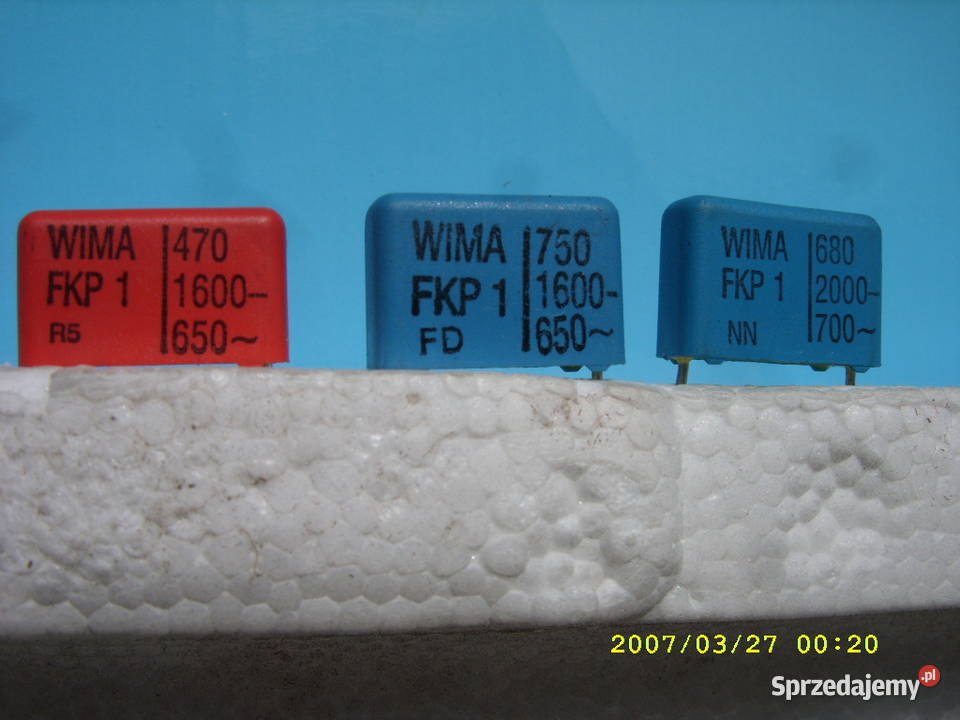 WIMA
FKP 1
R5
470
1600-
650~
WIMA
FKP 1
FD
750
1600-
650~
WIMA
FKP 1
NN
680
2000-
700~
2007/03/27 00:20
Sprzedajemy.pl